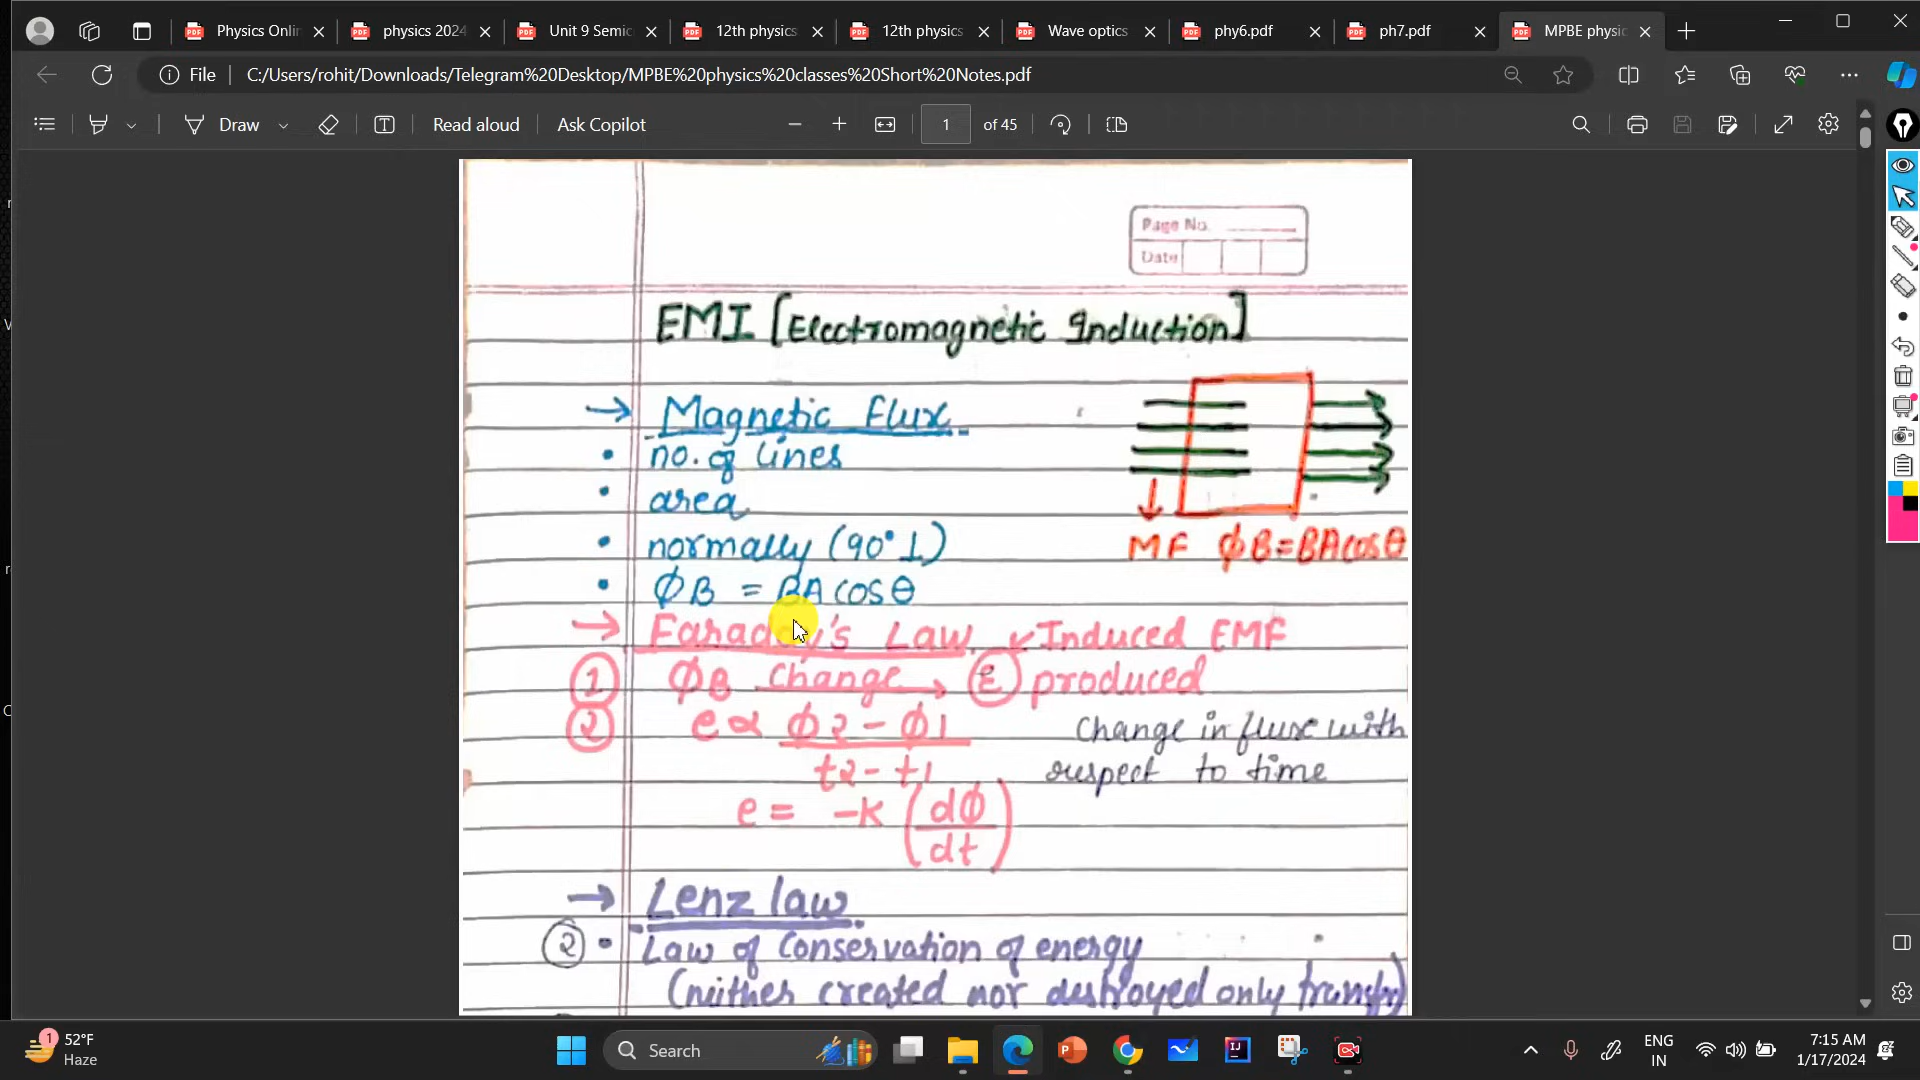 Physics Onlin
physics 2024
Unit 9 Semic
12th physics
12th physics
Wave optics
phy6.pdf
ph7.pdf
MPBE physic
File C:/Users/rohit/Downloads/Telegram%20Desktop/MPBE%20physics%20classes%20Short%20Notes.pdf
Draw Read aloud Ask Copilot 1 of 45
Page No.
Date
EMI [Electromagnetic Induction]
→ Magnetic Flux
• no. of lines
• area
• normally (90° ⊥)
MF ΦB = BA cosθ
• ΦB = BA cosθ
→ Faraday's Law ↙ Induced EMF
① ΦB Change → Ⓔ produced
② e ∝ Φ2 - Φ1 Change in flux with
t2 - t1 respect to time
e = -K (dΦ
dt)
→ Lenz law
② • Law of Conservation of energy
(neither created nor destroyed only transfer)
1
52°F
Haze
Search
ENG
IN
7:15 AM
1/17/2024